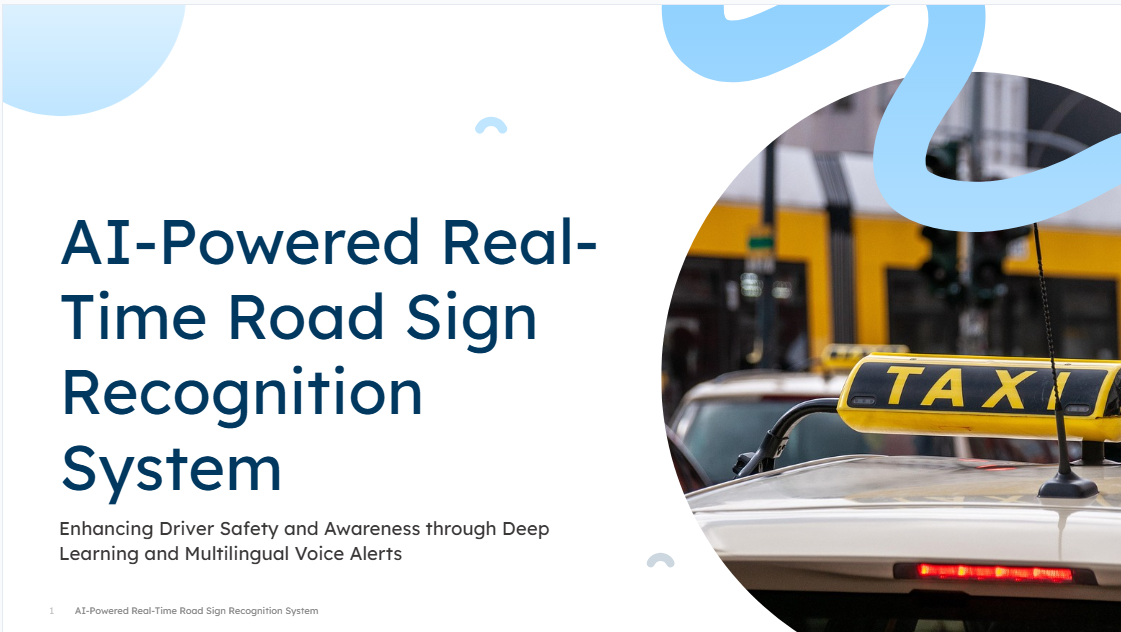 AI-Powered Real-
Time Road Sign
Recognition
System
Enhancing Driver Safety and Awareness through Deep
Learning and Multilingual Voice Alerts
1 AI-Powered Real-Time Road Sign Recognition System
TAXI